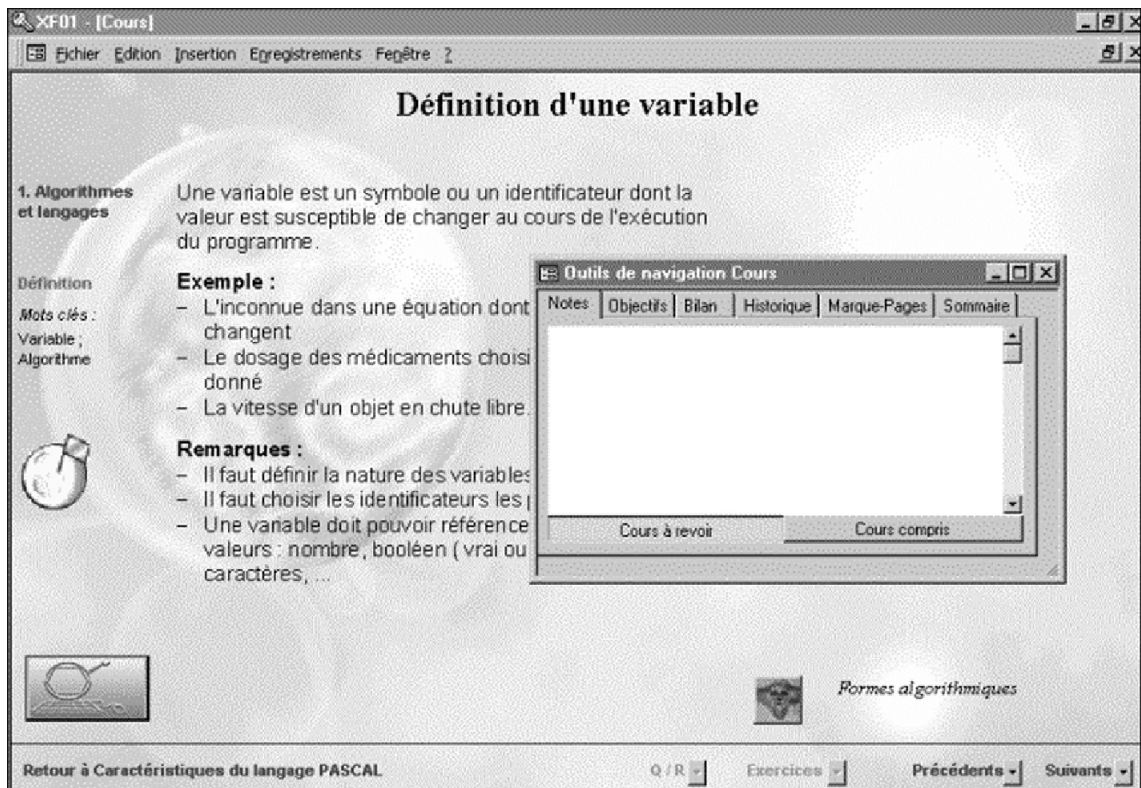 XF01 - [Cours]
Fichier Edition Insertion Enregistrements Fenêtre ?
Définition d'une variable
1. Algorithmes
et langages
Une variable est un symbole ou un identificateur dont la
valeur est susceptible de changer au cours de l'exécution
du programme.
Définition
Mots clés :
Variable ;
Algorithme
Exemple :
– L'inconnue dans une équation dont
changent
– Le dosage des médicaments choisi
donné
– La vitesse d'un objet en chute libre.
Remarques :
– Il faut définir la nature des variables
– Il faut choisir les identificateurs les
– Une variable doit pouvoir référence
valeurs : nombre, booléen ( vrai ou
caractères, ...
Outils de navigation Cours
Notes Objectifs Bilan Historique Marque-Pages Sommaire
Cours à revoir Cours compris
Formes algorithmiques
Retour à Caractéristiques du langage PASCAL Q / R Exercices Précédents Suivants